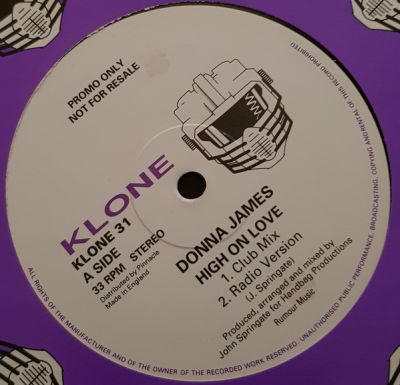 PROMO ONLY
NOT FOR RESALE
KLONE
KLONE 31
A SIDE
33 RPM STEREO
Distributed by Pinnacle
Made in England
DONNA JAMES
HIGH ON LOVE
1. Club Mix
2. Radio Version
(J. Springate)
Produced, arranged and mixed by
John Springate for Handbag Productions
Rumour Music
ALL RIGHTS OF THE MANUFACTURER AND OF THE OWNER OF THE RECORDED WORK RESERVED. UNAUTHORISED PUBLIC PERFORMANCE, BROADCASTING, COPYING AND RENTAL OF THIS RECORD PROHIBITED